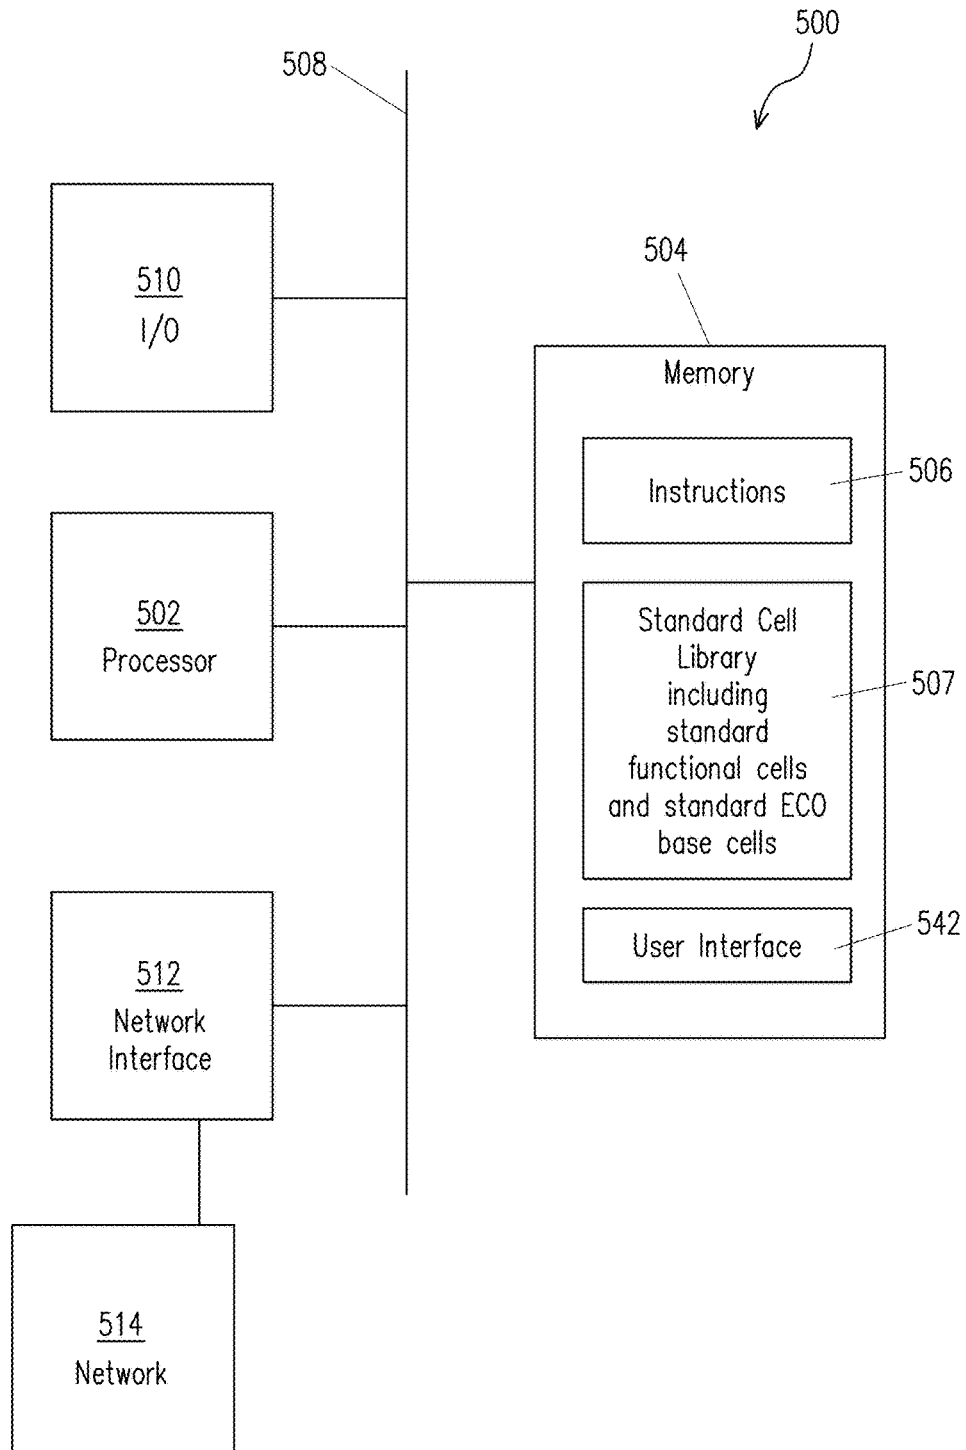 500
508
510
I/O
504
Memory
Instructions
506
502
Processor
Standard Cell
Library
including
standard
functional cells
and standard ECO
base cells
507
User Interface
542
512
Network
Interface
514
Network